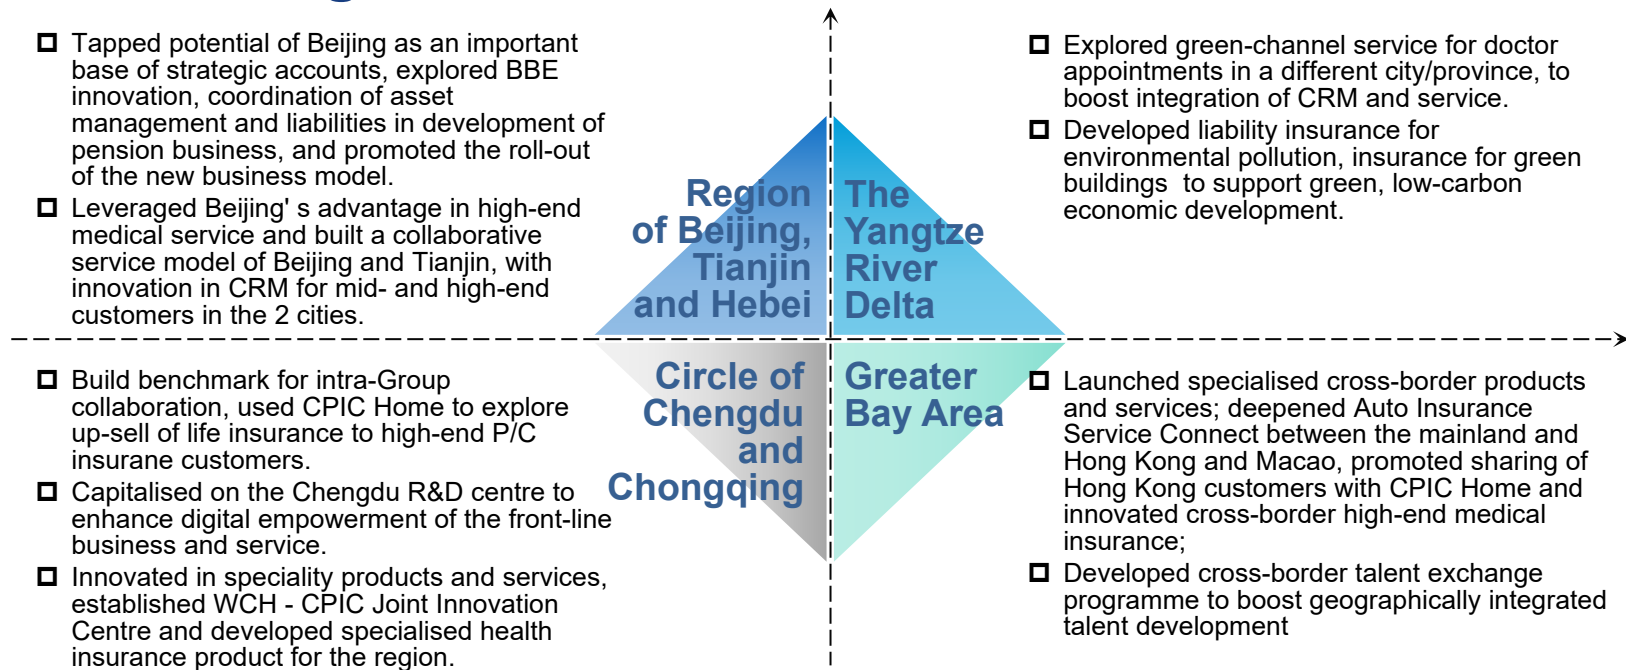 Tapped potential of Beijing as an important
base of strategic accounts, explored BBE
innovation, coordination of asset
management and liabilities in development of
pension business, and promoted the roll-out
of the new business model.
Leveraged Beijing' s advantage in high-end
medical service and built a collaborative
service model of Beijing and Tianjin, with
innovation in CRM for mid- and high-end
customers in the 2 cities.
Region
of Beijing,
Tianjin
and Hebei
The
Yangtze
River
Delta
Explored green-channel service for doctor
appointments in a different city/province, to
boost integration of CRM and service.
Developed liability insurance for
environmental pollution, insurance for green
buildings  to support green, low-carbon
economic development.
Build benchmark for intra-Group
collaboration, used CPIC Home to explore
up-sell of life insurance to high-end P/C
insurane customers.
Capitalised on the Chengdu R&D centre to
enhance digital empowerment of the front-line
business and service.
Innovated in speciality products and services,
established WCH - CPIC Joint Innovation
Centre and developed specialised health
insurance product for the region.
Circle of
Chengdu
and
Chongqing
Greater
Bay Area
Launched specialised cross-border products
and services; deepened Auto Insurance
Service Connect between the mainland and
Hong Kong and Macao, promoted sharing of
Hong Kong customers with CPIC Home and
innovated cross-border high-end medical
insurance;
Developed cross-border talent exchange
programme to boost geographically integrated
talent development